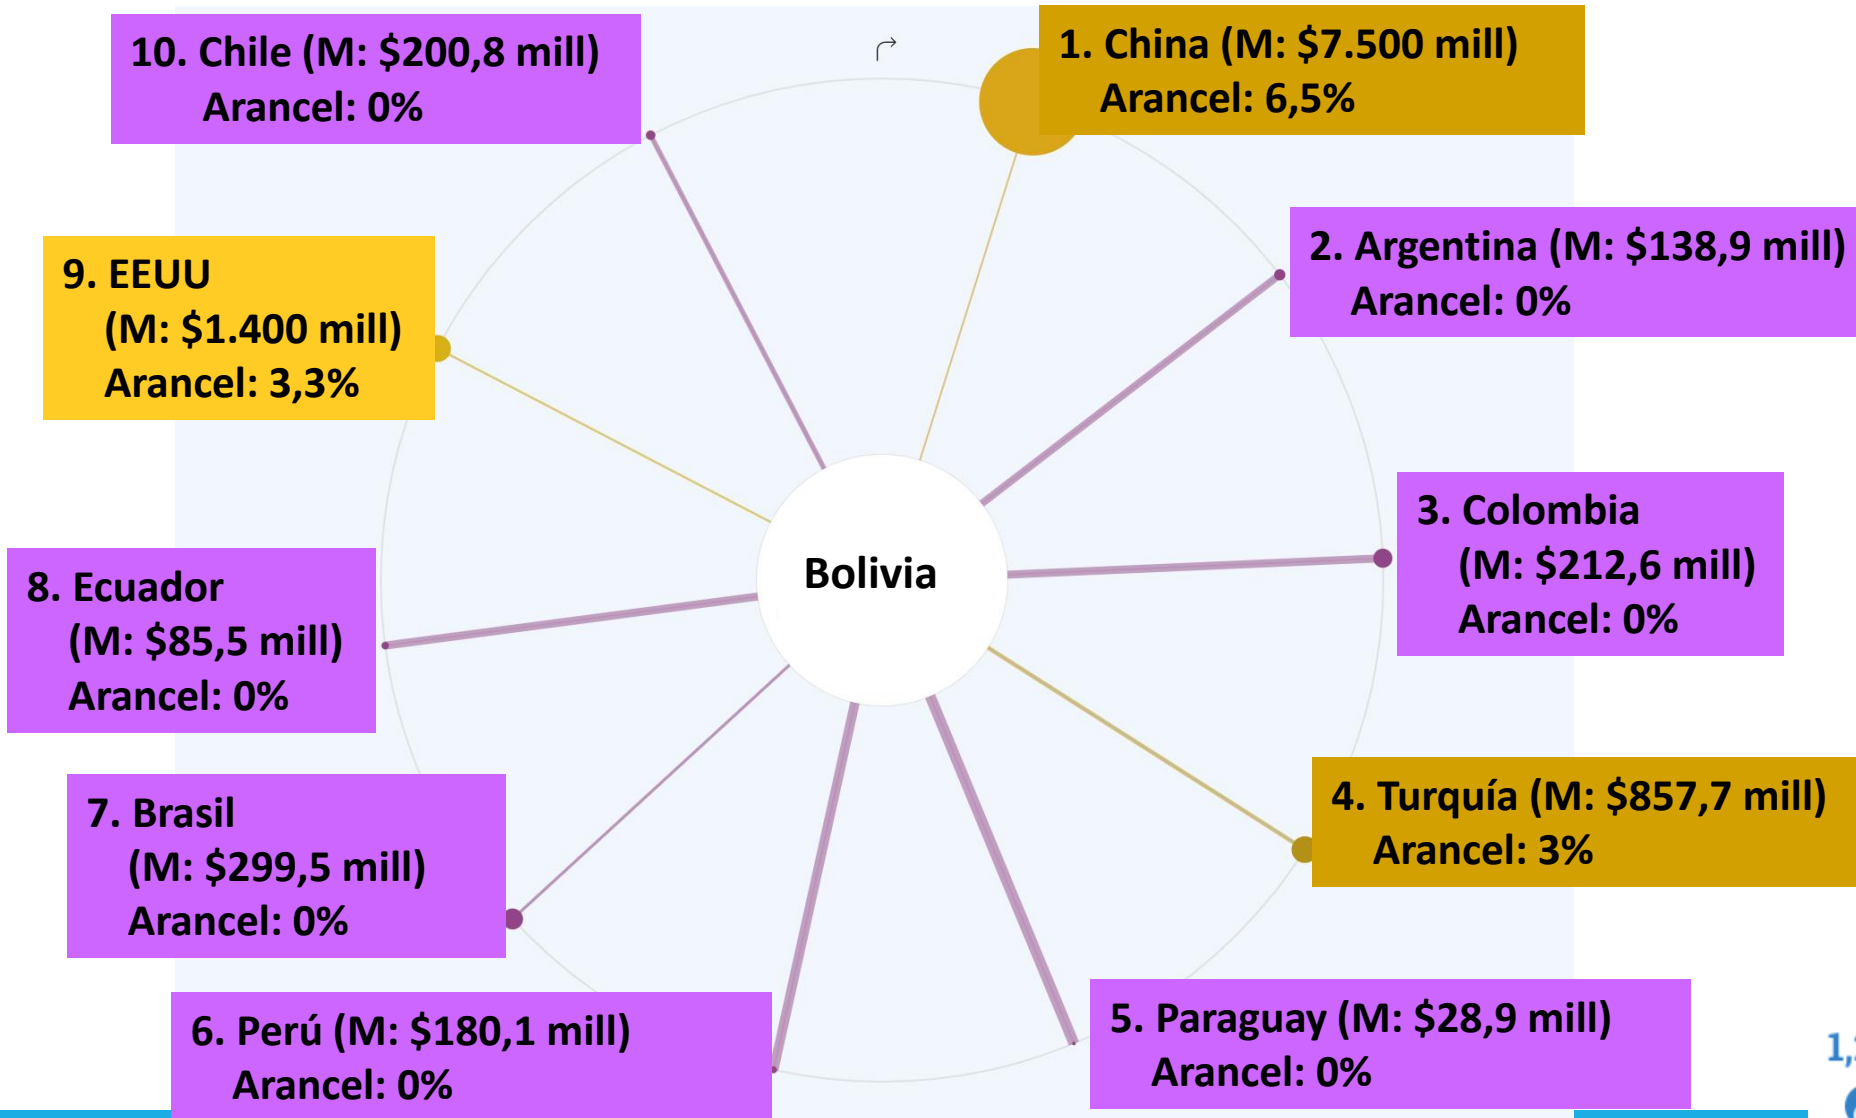 10. Chile (M: $200,8 mill)
Arancel: 0%
1. China (M: $7.500 mill)
Arancel: 6,5%
2. Argentina (M: $138,9 mill)
Arancel: 0%
9. EEUU
(M: $1.400 mill)
Arancel: 3,3%
3. Colombia
(M: $212,6 mill)
Arancel: 0%
Bolivia
8. Ecuador
(M: $85,5 mill)
Arancel: 0%
4. Turquía (M: $857,7 mill)
Arancel: 3%
7. Brasil
(M: $299,5 mill)
Arancel: 0%
5. Paraguay (M: $28,9 mill)
Arancel: 0%
6. Perú (M: $180,1 mill)
Arancel: 0%